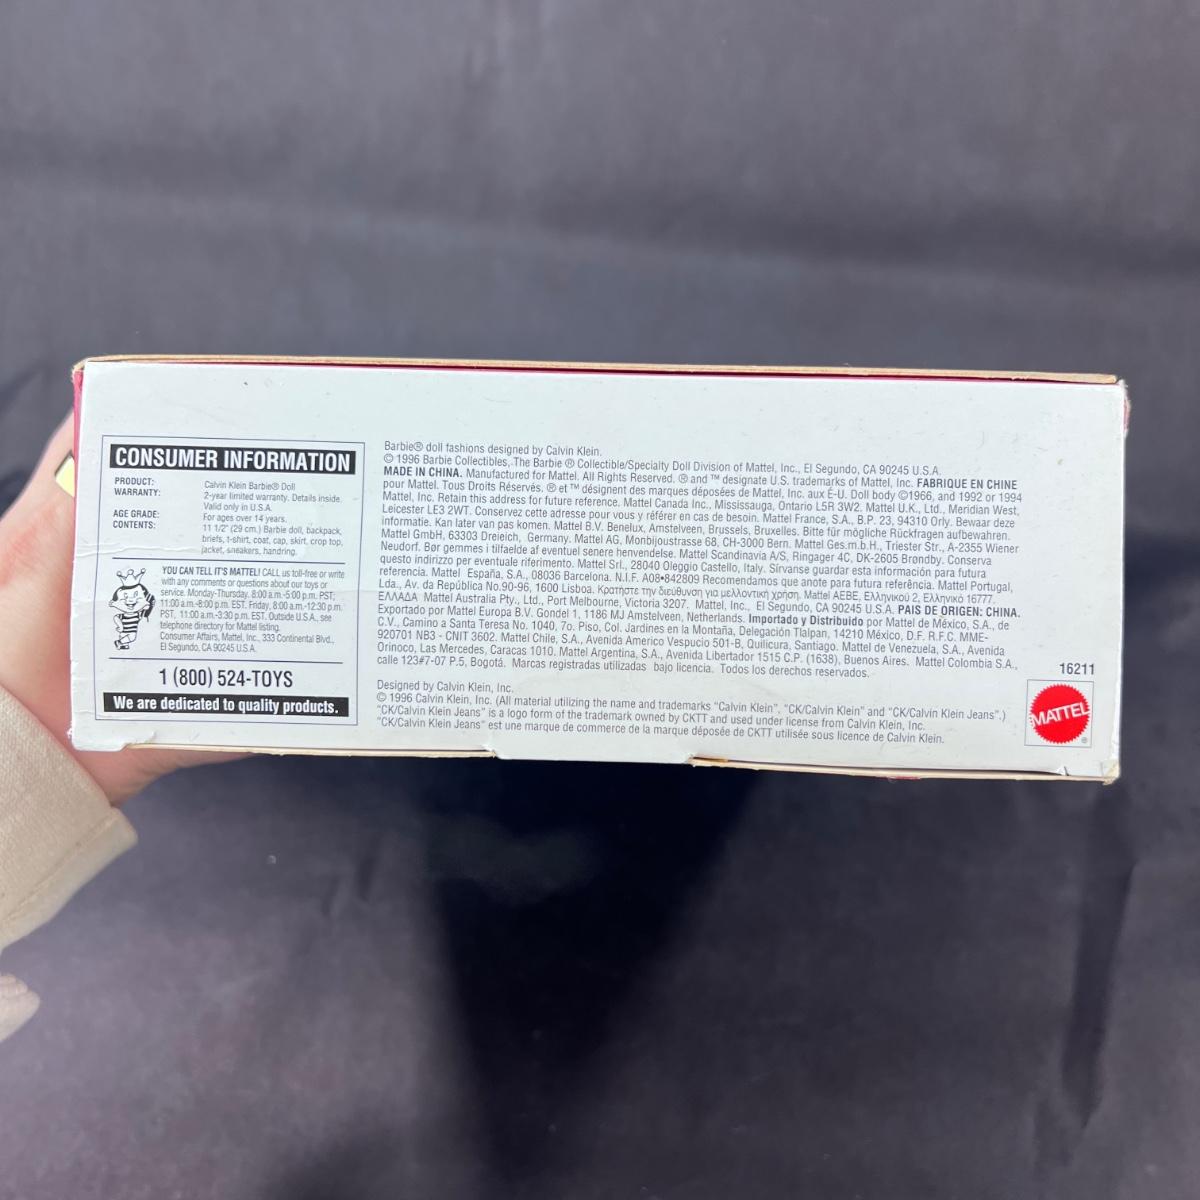 CONSUMER INFORMATION
PRODUCT: Calvin Klein Barbie® Doll
WARRANTY: 2-year limited warranty. Details inside.
Valid only in U.S.A.
AGE GRADE: For ages over 14 years.
CONTENTS: 11 1/2" (29 cm.) Barbie doll, backpack,
briefs, t-shirt, coat, cap, skirt, crop top,
jacket, sneakers, handring.
YOU CAN TELL IT'S MATTEL! CALL us toll-free or write
with any comments or questions about our toys or
service. Monday-Thursday, 8:00 a.m.-5:00 p.m. PST;
11:00 a.m.-8:00 p.m. EST. Friday, 8:00 a.m.-12:30 p.m.
PST, 11:00 a.m.-3:30 p.m. EST. Outside U.S.A., see
telephone directory for Mattel listing.
Consumer Affairs, Mattel, Inc., 333 Continental Blvd.,
El Segundo, CA 90245 U.S.A.
1 (800) 524-TOYS
We are dedicated to quality products.
Barbie® doll fashions designed by Calvin Klein.
© 1996 Barbie Collectibles, The Barbie ® Collectible/Specialty Doll Division of Mattel, Inc., El Segundo, CA 90245 U.S.A.
MADE IN CHINA. Manufactured for Mattel. All Rights Reserved. ® and ™ designate U.S. trademarks of Mattel, Inc. FABRIQUE EN CHINE
pour Mattel. Tous Droits Réservés. ® et ™ désignent des marques déposées de Mattel, Inc. aux É-U. Doll body ©1966, and 1992 or 1994
Mattel, Inc. Retain this address for future reference. Mattel Canada Inc., Mississauga, Ontario L5R 3W2. Mattel U.K., Ltd., Meridian West,
Leicester LE3 2WT. Conservez cette adresse pour vous y référer en cas de besoin. Mattel France, S.A., B.P. 23, 94310 Orly. Bewaar deze
informatie. Kan later van pas komen. Mattel B.V. Benelux, Amstelveen, Brussels, Bruxelles. Bitte für mögliche Rückfragen aufbewahren.
Mattel GmbH, 63303 Dreieich, Germany. Mattel AG, Monbijoustrasse 68, CH-3000 Bern. Mattel Ges.m.b.H., Triester Str., A-2355 Wiener
Neudorf. Bør gemmes i tilfaelde af eventuel senere henvendelse. Mattel Scandinavia A/S, Ringager 4C, DK-2605 Brondby. Conserva
questo indirizzo per eventuale riferimento. Mattel Srl., 28040 Oleggio Castello, Italy. Sírvanse guardar esta información para futura
referencia. Mattel España, S.A., 08036 Barcelona. N.I.F. A08•842809 Recomendamos que anote para futura referência. Mattel Portugal,
Lda., Av. da República No.90-96, 1600 Lisboa. Κρατήστε την διεύθυνση για μελλοντική χρήση. Mattel AEBE, Ελληνικού 2, Ελληνικό 16777,
ΕΛΛΑΔΑ Mattel Australia Pty., Ltd., Port Melbourne, Victoria 3207. Mattel, Inc., El Segundo, CA 90245 U.S.A. PAIS DE ORIGEN: CHINA.
Exportado por Mattel Europa B.V. Gondel 1, 1186 MJ Amstelveen, Netherlands. Importado y Distribuido por Mattel de México, S.A., de
C.V., Camino a Santa Teresa No. 1040, 7o. Piso, Col. Jardines en la Montaña, Delegación Tlalpan, 14210 México, D.F. R.F.C. MME-
920701 NB3 - CNIT 3602. Mattel Chile, S.A., Avenida Americo Vespucio 501-B, Quilicura, Santiago. Mattel de Venezuela, S.A., Avenida
Orinoco, Las Mercedes, Caracas 1010. Mattel Argentina, S.A., Avenida Libertador 1515 C.P. (1638), Buenos Aires. Mattel Colombia S.A.,
calle 123#7-07 P.5, Bogotá. Marcas registradas utilizadas bajo licencia. Todos los derechos reservados.
Designed by Calvin Klein, Inc.
© 1996 Calvin Klein, Inc. (All material utilizing the name and trademarks "Calvin Klein", "CK/Calvin Klein" and "CK/Calvin Klein Jeans".)
"CK/Calvin Klein Jeans" is a logo form of the trademark owned by CKTT and used under license from Calvin Klein, Inc.
"CK/Calvin Klein Jeans" est une marque de commerce de la marque déposée de CKTT utilisée sous licence de Calvin Klein.
16211
MATTEL®